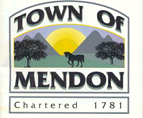 TOWN OF
MENDON
Chartered 1781